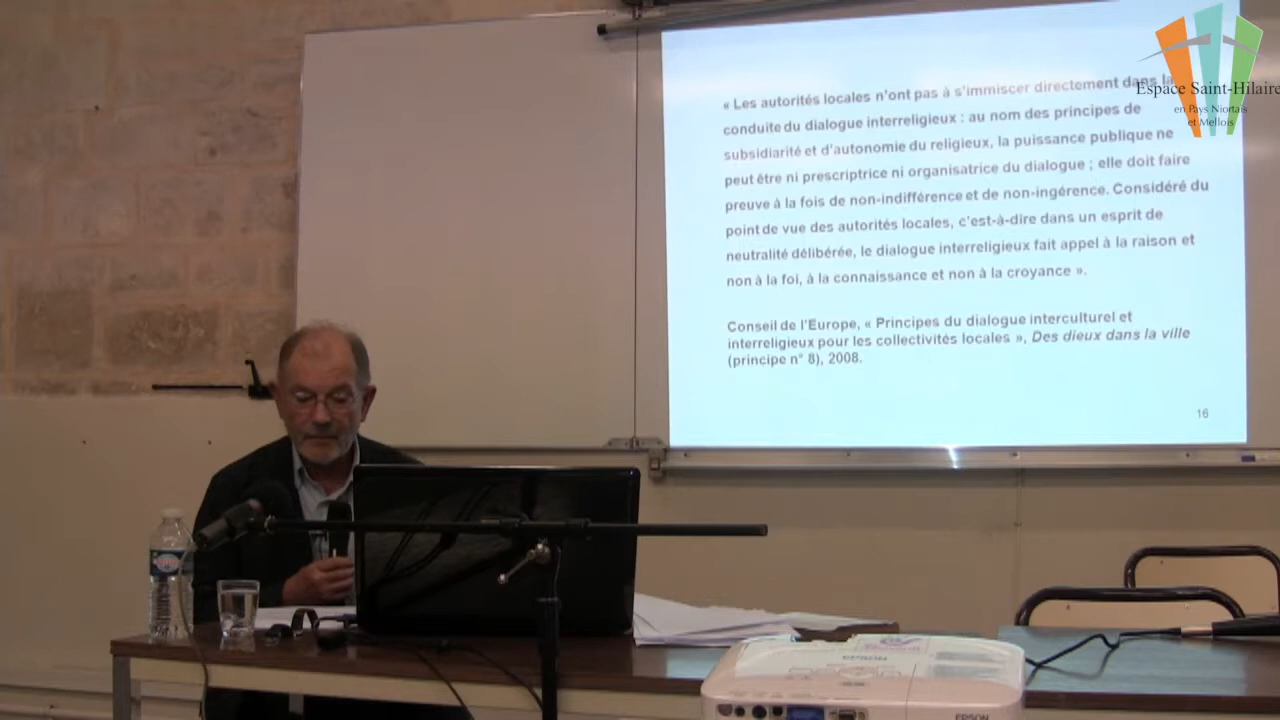 « Les autorités locales n'ont pas à s'immiscer directement dans la
conduite du dialogue interreligieux : au nom des principes de
subsidiarité et d'autonomie du religieux, la puissance publique ne
peut être ni prescriptrice ni organisatrice du dialogue ; elle doit faire
preuve à la fois de non-indifférence et de non-ingérence. Considéré du
point de vue des autorités locales, c'est-à-dire dans un esprit de
neutralité délibérée, le dialogue interreligieux fait appel à la raison et
non à la foi, à la connaissance et non à la croyance ».
Conseil de l'Europe, « Principes du dialogue interculturel et
interreligieux pour les collectivités locales », Des dieux dans la ville
(principe n° 8), 2008.
16
Espace Saint-Hilaire
en Pays Niortais
et Mellois
EPSON